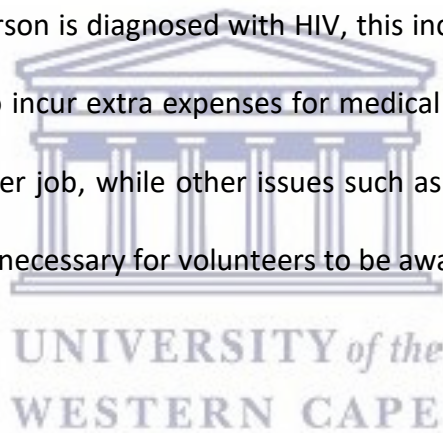 rson is diagnosed with HIV, this inc
incur extra expenses for medical
er job, while other issues such as
necessary for volunteers to be awa
UNIVERSITY of the
WESTERN CAPE